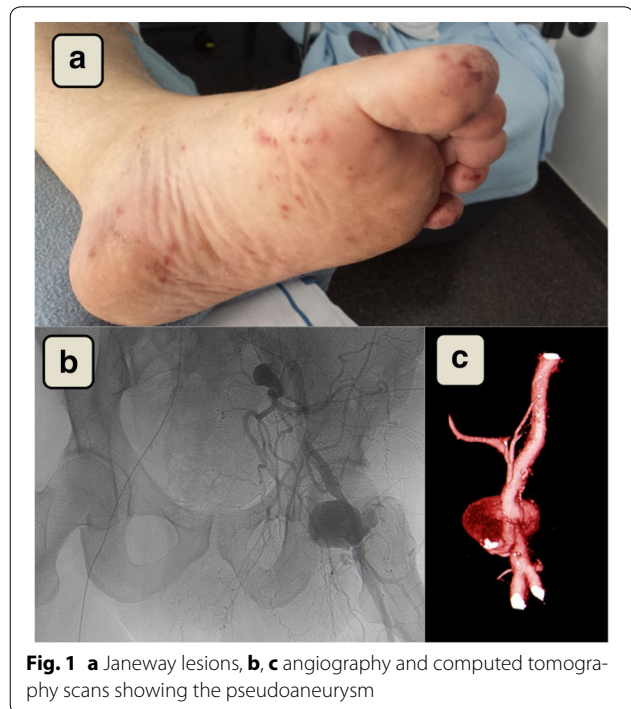 a
b
c
Fig. 1 a Janeway lesions, b, c angiography and computed tomogra-
phy scans showing the pseudoaneurysm